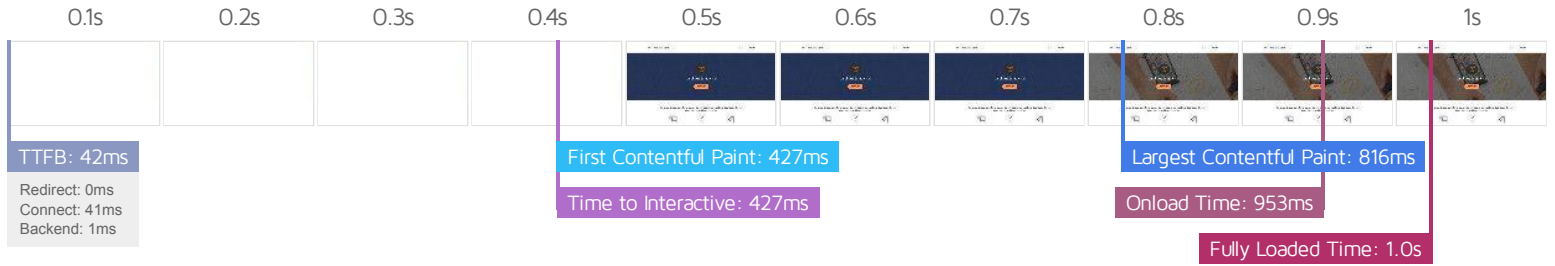 0.1s 0.2s 0.3s 0.4s 0.5s 0.6s 0.7s 0.8s 0.9s 1s
TTFB: 42ms
First Contentful Paint: 427ms
Largest Contentful Paint: 816ms
Redirect: 0ms
Connect: 41ms
Backend: 1ms
Time to Interactive: 427ms
Onload Time: 953ms
Fully Loaded Time: 1.0s